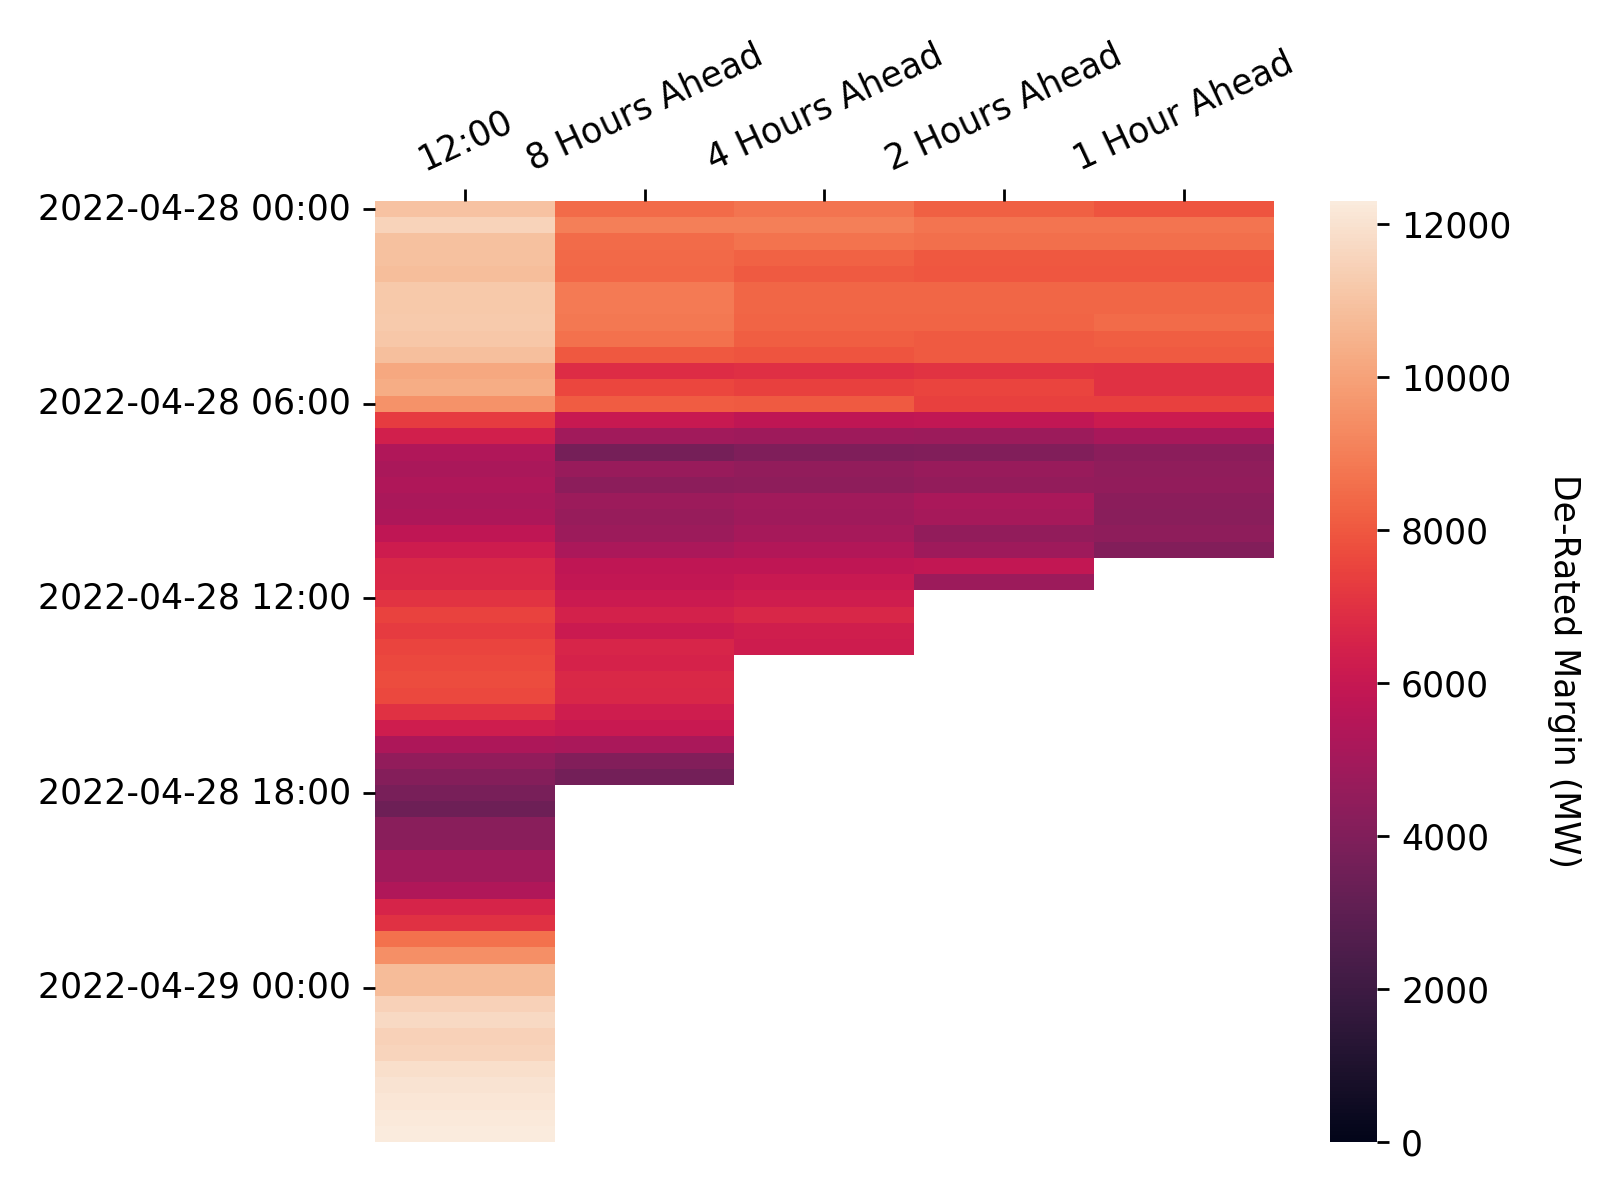 12:00
8 Hours Ahead
4 Hours Ahead
2 Hours Ahead
1 Hour Ahead
2022-04-28 00:00
2022-04-28 06:00
2022-04-28 12:00
2022-04-28 18:00
2022-04-29 00:00
12000
10000
8000
6000
4000
2000
0
De-Rated Margin (MW)